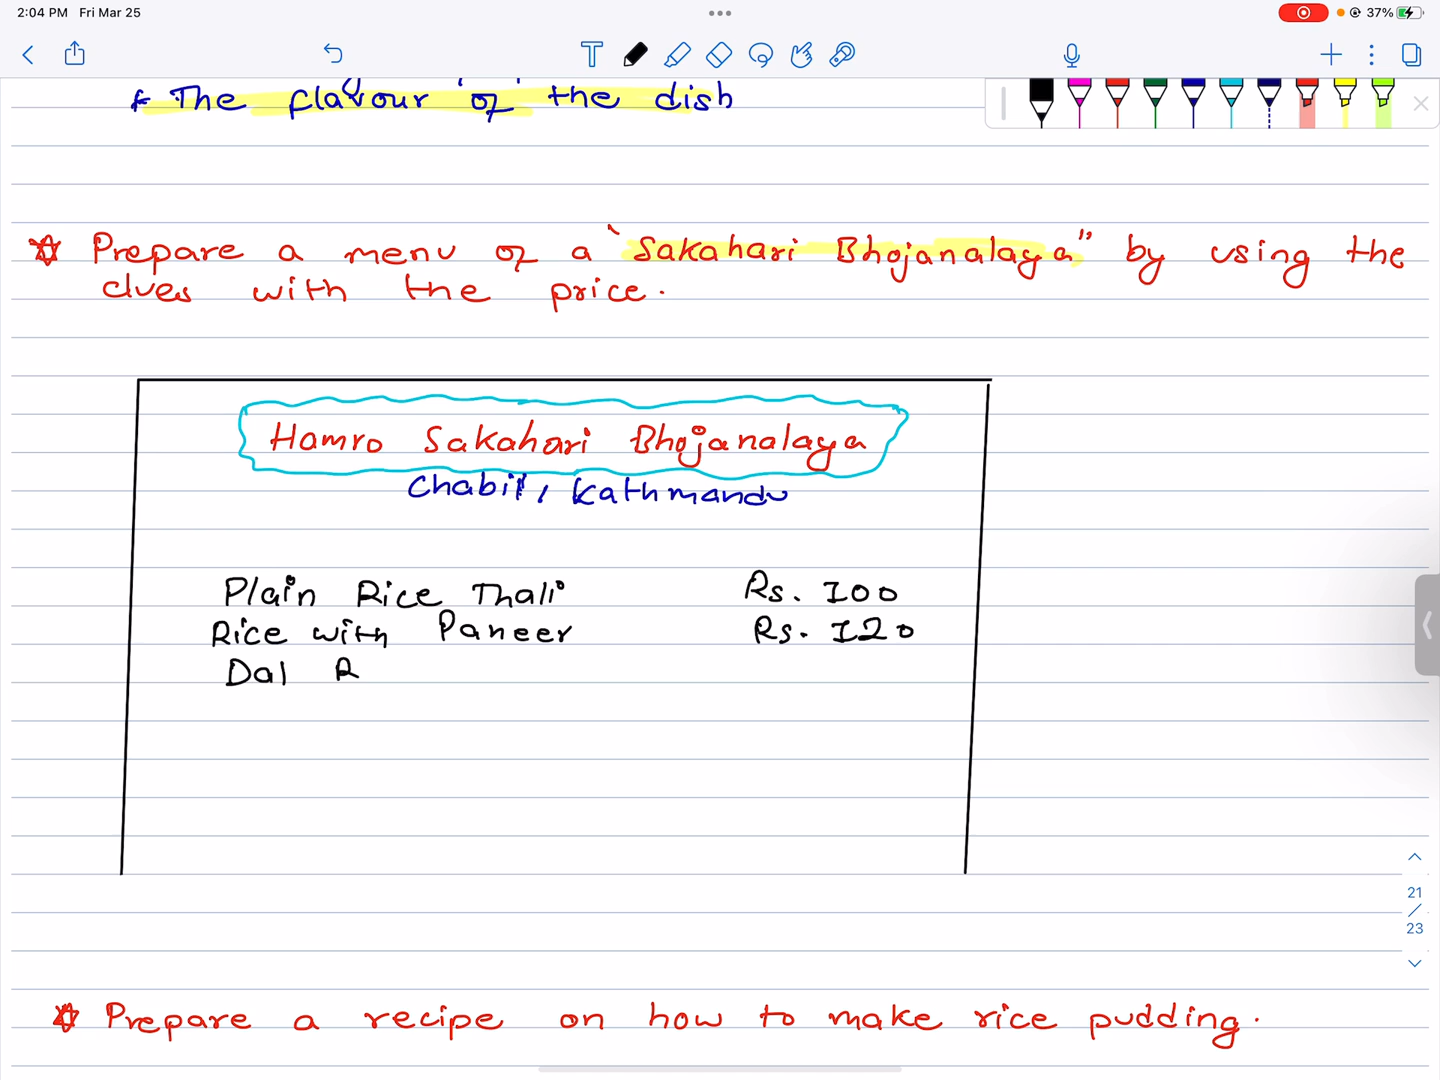 2:04 PM Fri Mar 25
37%
* The flavour of the dish
☆ Prepare a menu of a "Sakahari Bhojanalaya" by using the
clues with the price.
Hamro Sakahari Bhojanalaya
Chabil, Kathmandu
Plain Rice Thali Rs. 100
Rice with Paneer Rs. 120
Dal R
21
/
23
☆ Prepare a recipe on how to make rice pudding.